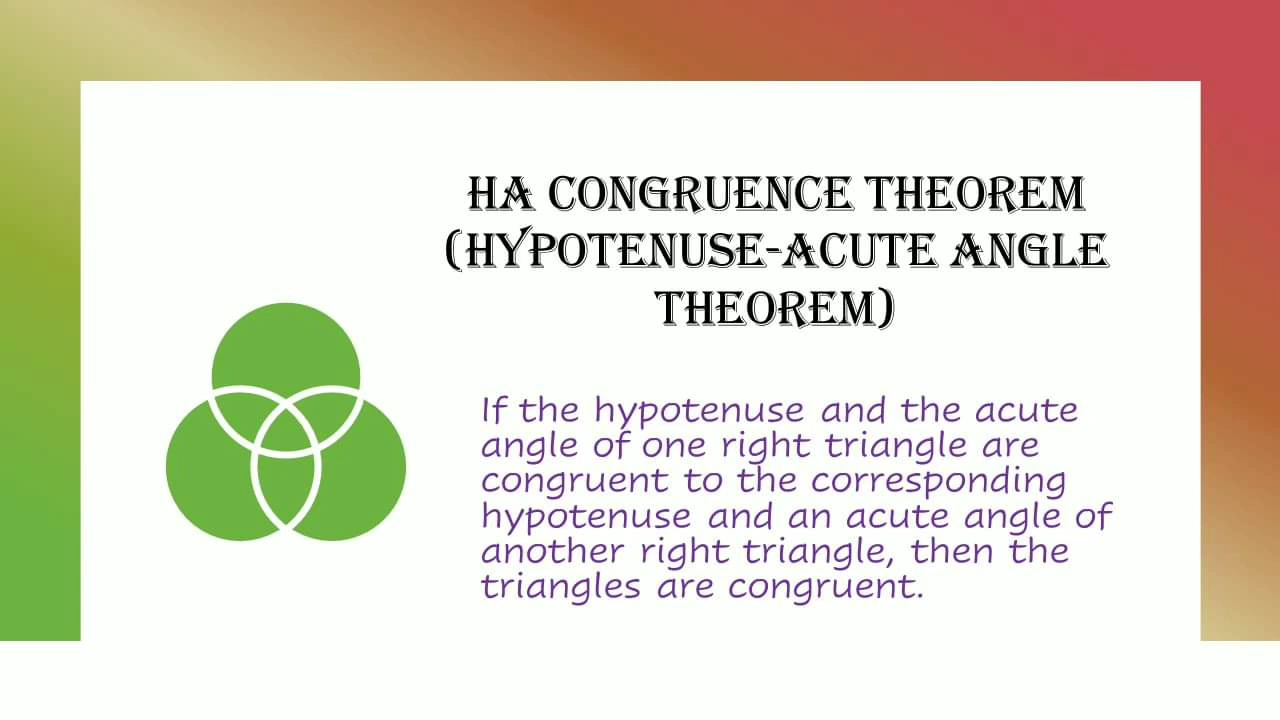 HA CONGRUENCE THEOREM
(HYPOTENUSE-ACUTE ANGLE
THEOREM)
If the hypotenuse and the acute
angle of one right triangle are
congruent to the corresponding
hypotenuse and an acute angle of
another right triangle, then the
triangles are congruent.